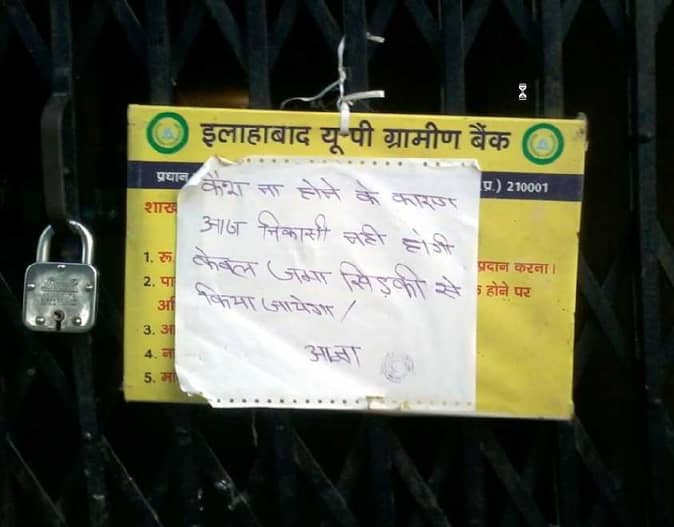 इलाहाबाद यू पी ग्रामीण बैंक
प्रधान प्र.) 210001
शाख
कैश ना होने के कारण
आज निकासी नही होगी
केवल जमा खिड़की से
किया जायेगा /
आज्ञा
1. रू. प्रदान करना।
2. पा े होने पर
अि
3. अ
4. न
5. म